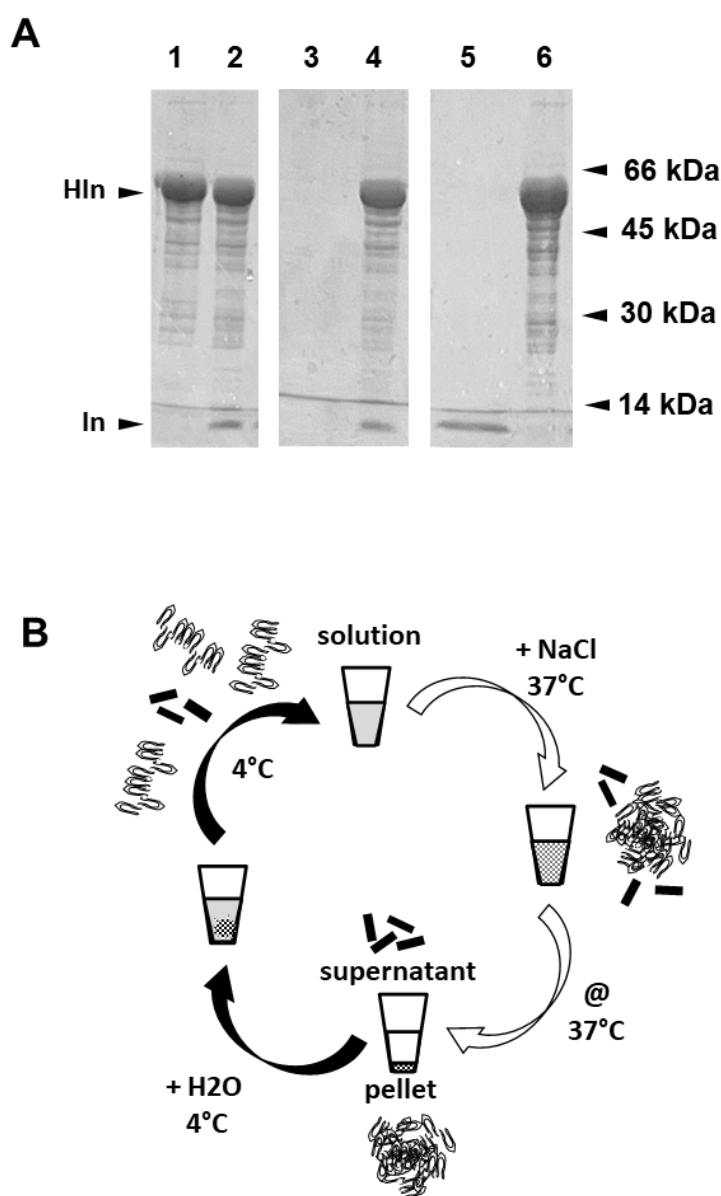 A
1 2 3 4 5 6
HIn
In
66 kDa
45 kDa
30 kDa
14 kDa
B
solution
+ NaCl
37°C
4°C
supernatant
@
37°C
pellet
+ H2O
4°C